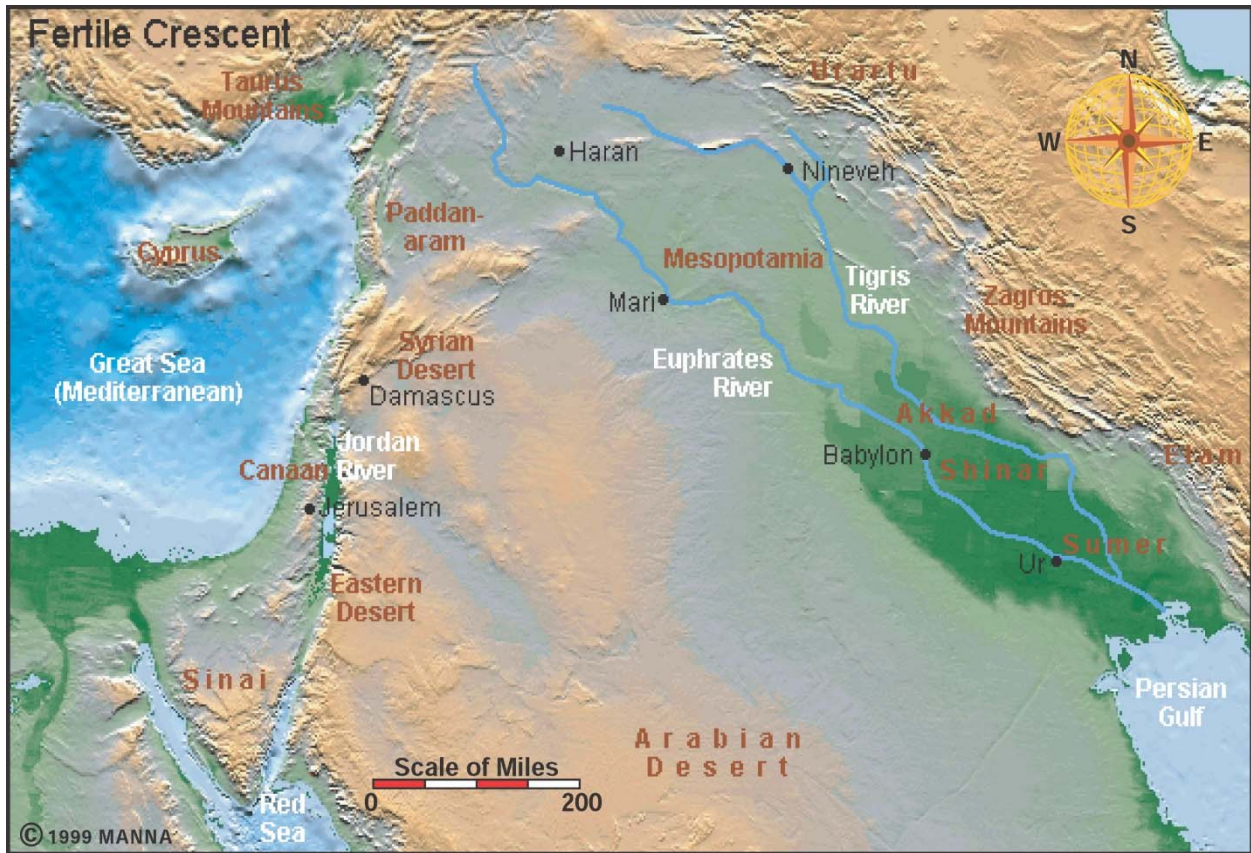 Fertile Crescent
Taurus
Mountains
Urartu
N
W
E
S
Haran
Nineveh
Paddan-
aram
Cyprus
Mesopotamia
Tigris
River
Mari
Zagros
Mountains
Great Sea
(Mediterranean)
Syrian
Desert
Damascus
Euphrates
River
Akkad
Jordan
River
Canaan
Babylon
Shinar
Elam
Jerusalem
Sumer
Ur
Eastern
Desert
Sinai
Persian
Gulf
Arabian
Desert
Scale of Miles
0 200
Red
Sea
© 1999 MANNA